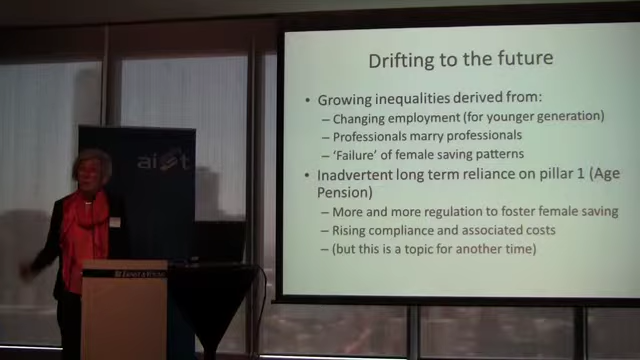 Drifting to the future
• Growing inequalities derived from:
– Changing employment (for younger generation)
– Professionals marry professionals
– 'Failure' of female saving patterns
• Inadvertent long term reliance on pillar 1 (Age
Pension)
– More and more regulation to foster female saving
– Rising compliance and associated costs
– (but this is a topic for another time)
aist